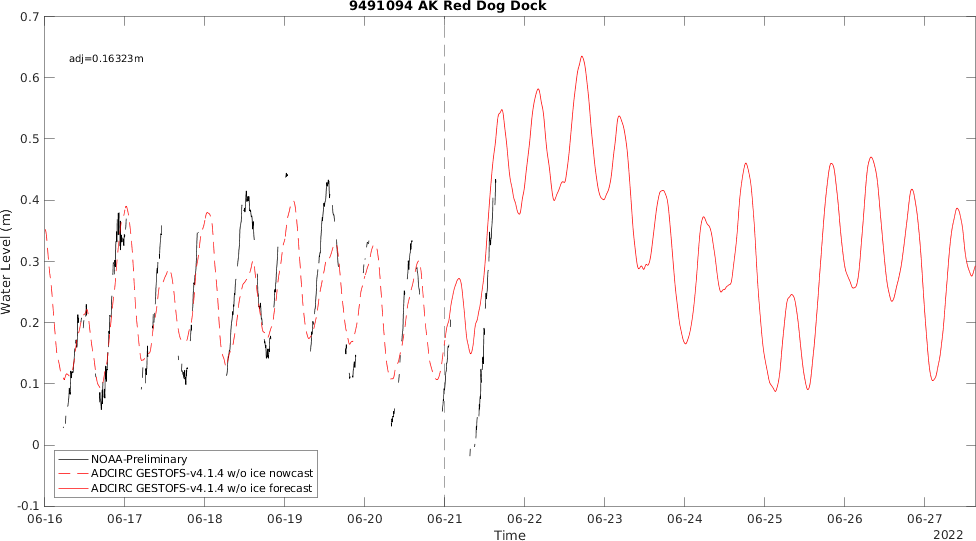 9491094 AK Red Dog Dock
0.7
0.6
0.5
0.4
0.3
0.2
0.1
0
-0.1
Water Level (m)
adj=0.16323m
NOAA-Preliminary
ADCIRC GESTOFS-v4.1.4 w/o ice nowcast
ADCIRC GESTOFS-v4.1.4 w/o ice forecast
06-16 06-17 06-18 06-19 06-20 06-21 06-22 06-23 06-24 06-25 06-26 06-27
Time
2022